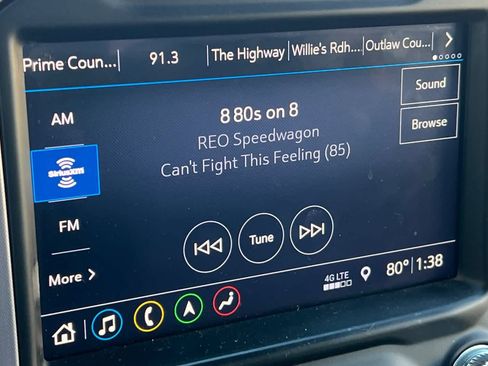 Prime Coun... 91.3 The Highway Willie's Rdh... Outlaw Cou...
AM
8 80s on 8
Sound
REO Speedwagon
Browse
SiriusXM
Can't Fight This Feeling (85)
FM
Tune
More
4G LTE
80° 1:38